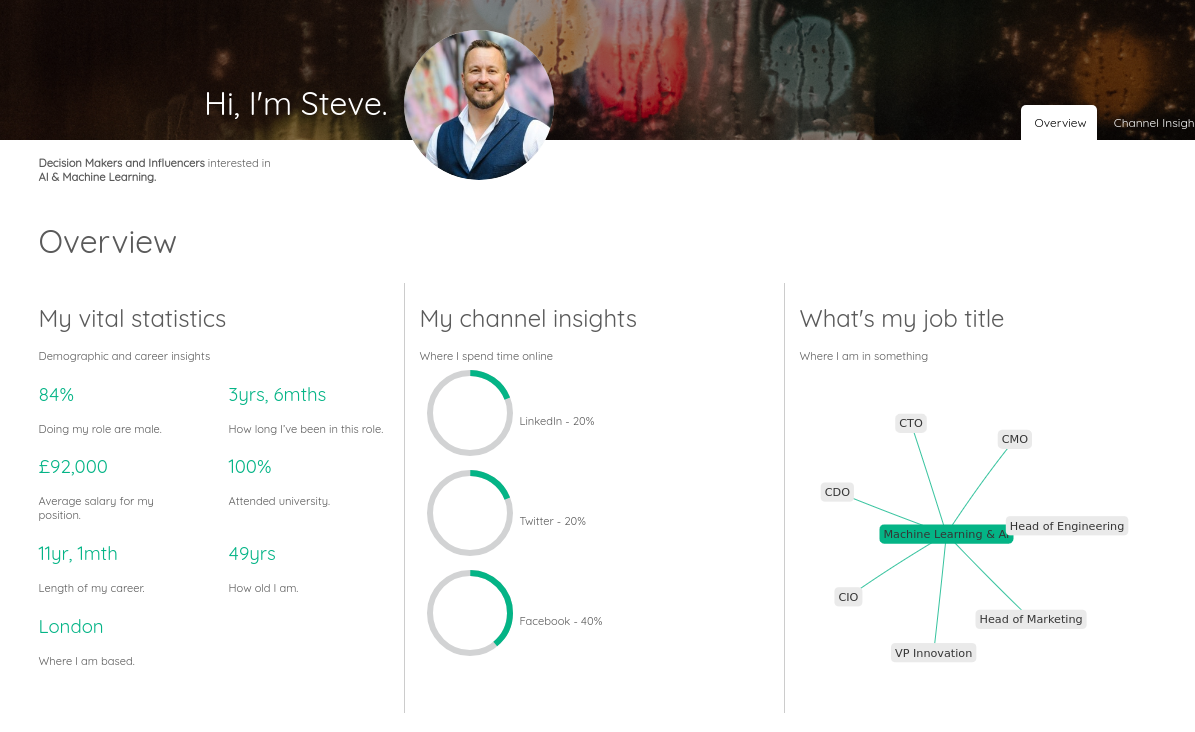 Hi, I'm Steve.
Overview
Channel Insigh
Decision Makers and Influencers interested in
AI & Machine Learning.
Overview
My vital statistics
Demographic and career insights
84%
Doing my role are male.
3yrs, 6mths
How long I've been in this role.
£92,000
Average salary for my
position.
100%
Attended university.
11yr, 1mth
Length of my career.
49yrs
How old I am.
London
Where I am based.
My channel insights
Where I spend time online
LinkedIn - 20%
Twitter - 20%
Facebook - 40%
What's my job title
Where I am in something
CTO
CMO
CDO
Head of Engineering
Machine Learning & AI
CIO
Head of Marketing
VP Innovation